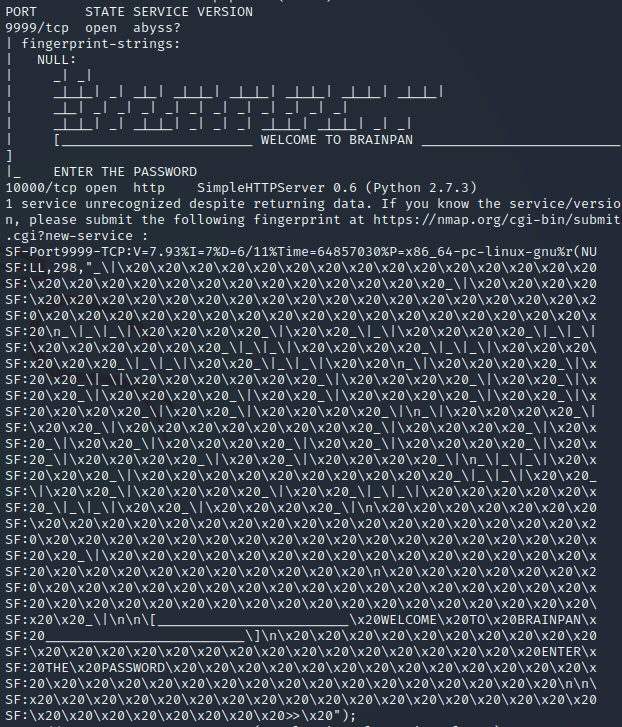 PORT      STATE SERVICE VERSION
9999/tcp  open  abyss?
| fingerprint-strings:
|   NULL:
|     _| _|
|     _|_|_| _| _|_| _|_|_| _|_|_| _|_|_| _|_|_| _|_|_|
|     _|_| _| _| _| _| _| _| _| _| _| _| _|
|     _|_|_| _| _|_|_| _| _| _| _|_|_| _|_|_| _| _|
|     [________________________ WELCOME TO BRAINPAN _________________________
]
|_    ENTER THE PASSWORD
10000/tcp open  http    SimpleHTTPServer 0.6 (Python 2.7.3)
1 service unrecognized despite returning data. If you know the service/versio
n, please submit the following fingerprint at https://nmap.org/cgi-bin/submit
.cgi?new-service :
SF-Port9999-TCP:V=7.93%I=7%D=6/11%Time=64857030%P=x86_64-pc-linux-gnu%r(NU
SF:LL,298,"_\|\x20\x20\x20\x20\x20\x20\x20\x20\x20\x20\x20\x20\x20\x20\x20
SF:\x20\x20\x20\x20\x20\x20\x20\x20\x20\x20\x20\x20_\|\x20\x20\x20\x20\x20
SF:\x20\x20\x20\x20\x20\x20\x20\x20\x20\x20\x20\x20\x20\x20\x20\x20\x20\x2
SF:0\x20\x20\x20\x20\x20\x20\x20\x20\x20\x20\x20\x20\x20\x20\x20\x20\x20\x
SF:20\n_\|_\|_\|\x20\x20\x20\x20_\|\x20\x20_\|_\|\x20\x20\x20\x20_\|_\|_\|
SF:\x20\x20\x20\x20\x20\x20_\|_\|_\|\x20\x20\x20\x20_\|_\|_\|\x20\x20\x20\
SF:x20\x20\x20_\|_\|_\|\x20\x20_\|_\|_\|\x20\x20\n_\|\x20\x20\x20\x20_\|\x
SF:20\x20_\|_\|\x20\x20\x20\x20\x20\x20_\|\x20\x20\x20\x20_\|\x20\x20_\|\x
SF:20\x20_\|\x20\x20\x20\x20_\|\x20\x20_\|\x20\x20\x20\x20_\|\x20\x20_\|\x
SF:20\x20\x20\x20_\|\x20\x20_\|\x20\x20\x20\x20_\|\n_\|\x20\x20\x20\x20_\|
SF:\x20\x20_\|\x20\x20\x20\x20\x20\x20\x20\x20_\|\x20\x20\x20\x20_\|\x20\x
SF:20_\|\x20\x20_\|\x20\x20\x20\x20_\|\x20\x20_\|\x20\x20\x20\x20_\|\x20\x
SF:20_\|\x20\x20\x20\x20_\|\x20\x20_\|\x20\x20\x20\x20_\|\n_\|_\|_\|\x20\x
SF:20\x20\x20_\|\x20\x20\x20\x20\x20\x20\x20\x20\x20\x20_\|_\|_\|\x20\x20_
SF:\|\x20\x20_\|\x20\x20\x20\x20_\|\x20\x20_\|_\|_\|\x20\x20\x20\x20\x20\x
SF:20_\|_\|_\|\x20\x20_\|\x20\x20\x20\x20_\|\n\x20\x20\x20\x20\x20\x20\x20
SF:\x20\x20\x20\x20\x20\x20\x20\x20\x20\x20\x20\x20\x20\x20\x20\x20\x20\x2
SF:0\x20\x20\x20\x20\x20\x20\x20\x20\x20\x20\x20\x20\x20\x20\x20\x20\x20\x
SF:20\x20_\|\x20\x20\x20\x20\x20\x20\x20\x20\x20\x20\x20\x20\x20\x20\x20\x
SF:20\x20\x20\x20\x20\x20\x20\x20\x20\x20\x20\n\x20\x20\x20\x20\x20\x20\x2
SF:0\x20\x20\x20\x20\x20\x20\x20\x20\x20\x20\x20\x20\x20\x20\x20\x20\x20\x
SF:20\x20\x20\x20\x20\x20\x20\x20\x20\x20\x20\x20\x20\x20\x20\x20\x20\x20\
SF:x20\x20_\|\n\n\[________________________\x20WELCOME\x20TO\x20BRAINPAN\x
SF:20_________________________\]\n\x20\x20\x20\x20\x20\x20\x20\x20\x20\x20
SF:\x20\x20\x20\x20\x20\x20\x20\x20\x20\x20\x20\x20\x20\x20\x20\x20ENTER\x
SF:20THE\x20PASSWORD\x20\x20\x20\x20\x20\x20\x20\x20\x20\x20\x20\x20\x20\x
SF:20\x20\x20\x20\x20\x20\x20\x20\x20\x20\x20\x20\x20\x20\x20\x20\x20\n\n\
SF:x20\x20\x20\x20\x20\x20\x20\x20\x20\x20\x20\x20\x20\x20\x20\x20\x20\x20
SF:\x20\x20\x20\x20\x20\x20\x20\x20>>\x20");